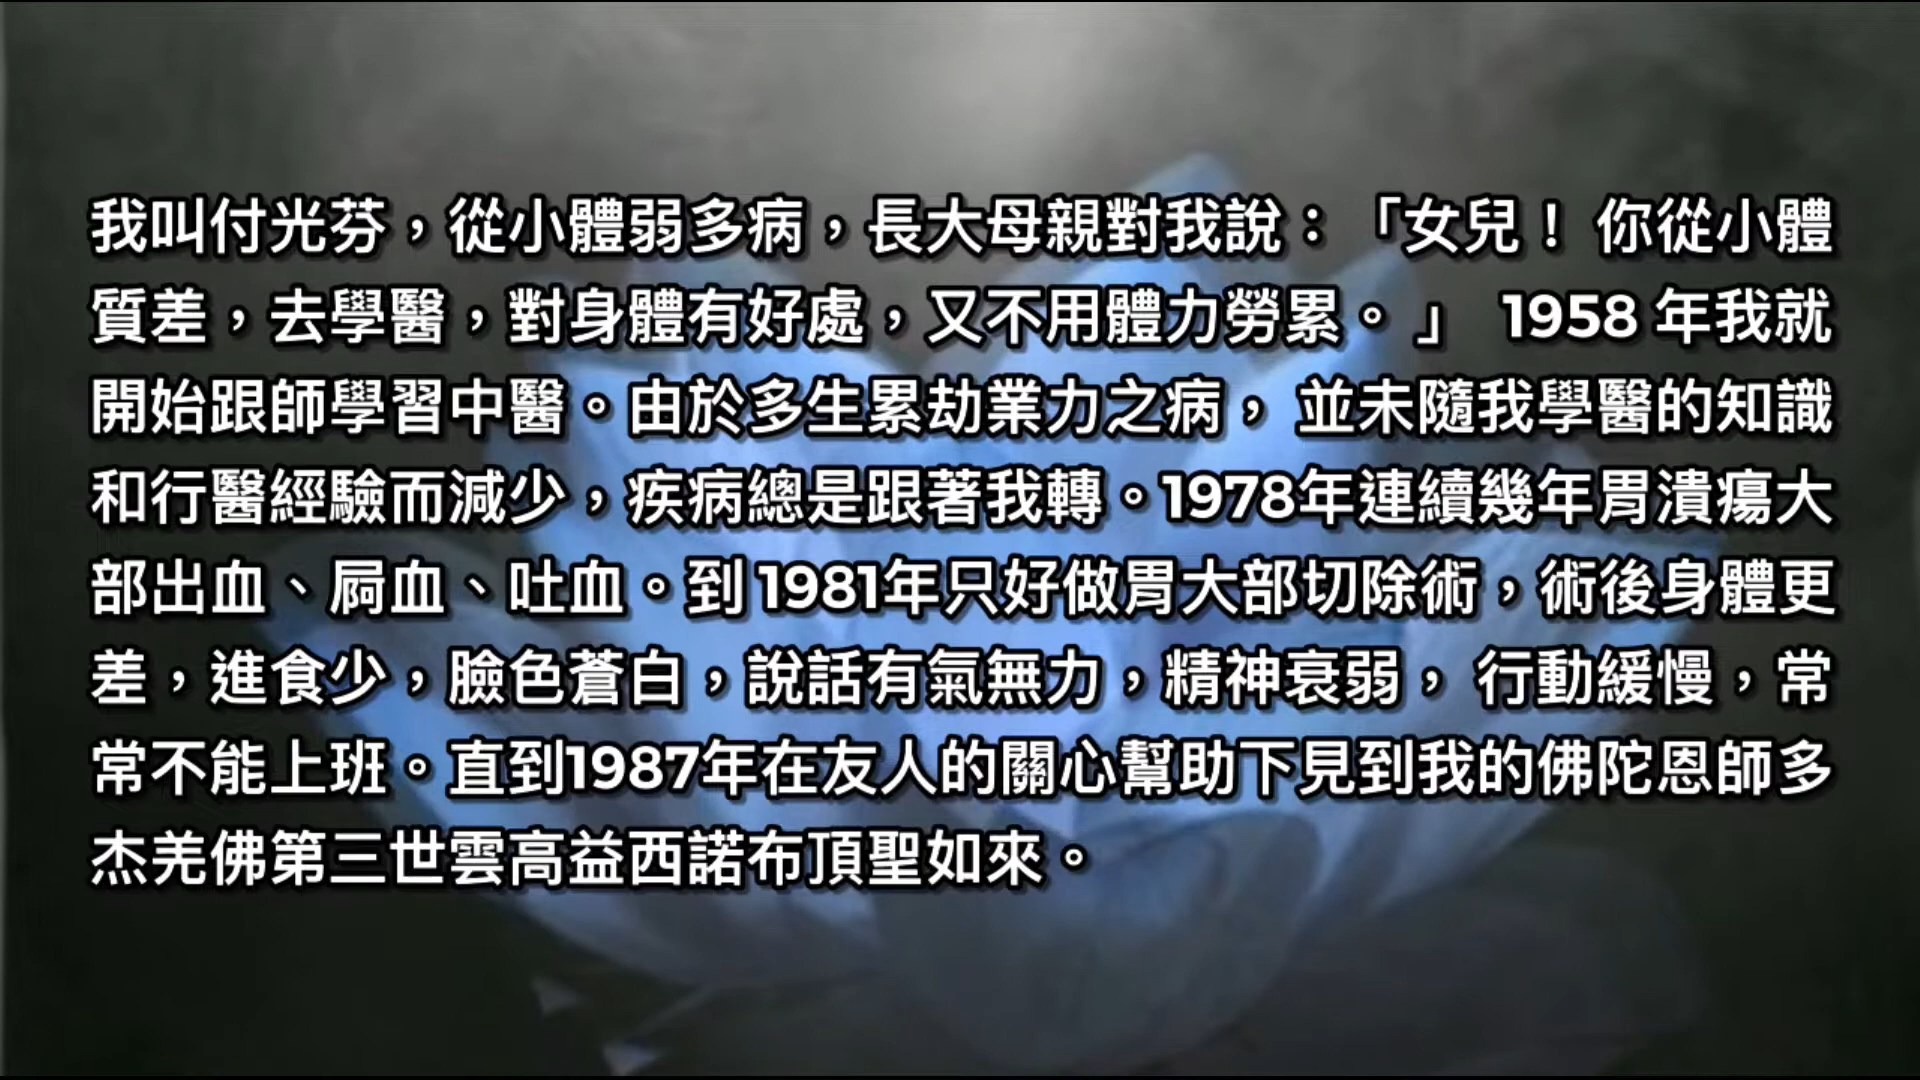 我叫付光芬，從小體弱多病，長大母親對我說：「女兒！ 你從小體
質差，去學醫，對身體有好處，又不用體力勞累。」 1958 年我就
開始跟師學習中醫。由於多生累劫業力之病， 並未隨我學醫的知識
和行醫經驗而減少，疾病總是跟著我轉。1978年連續幾年胃潰瘍大
部出血、屙血、吐血。到 1981年只好做胃大部切除術，術後身體更
差，進食少，臉色蒼白，說話有氣無力，精神衰弱， 行動緩慢，常
常不能上班。直到1987年在友人的關心幫助下見到我的佛陀恩師多
杰羌佛第三世雲高益西諾布頂聖如來。